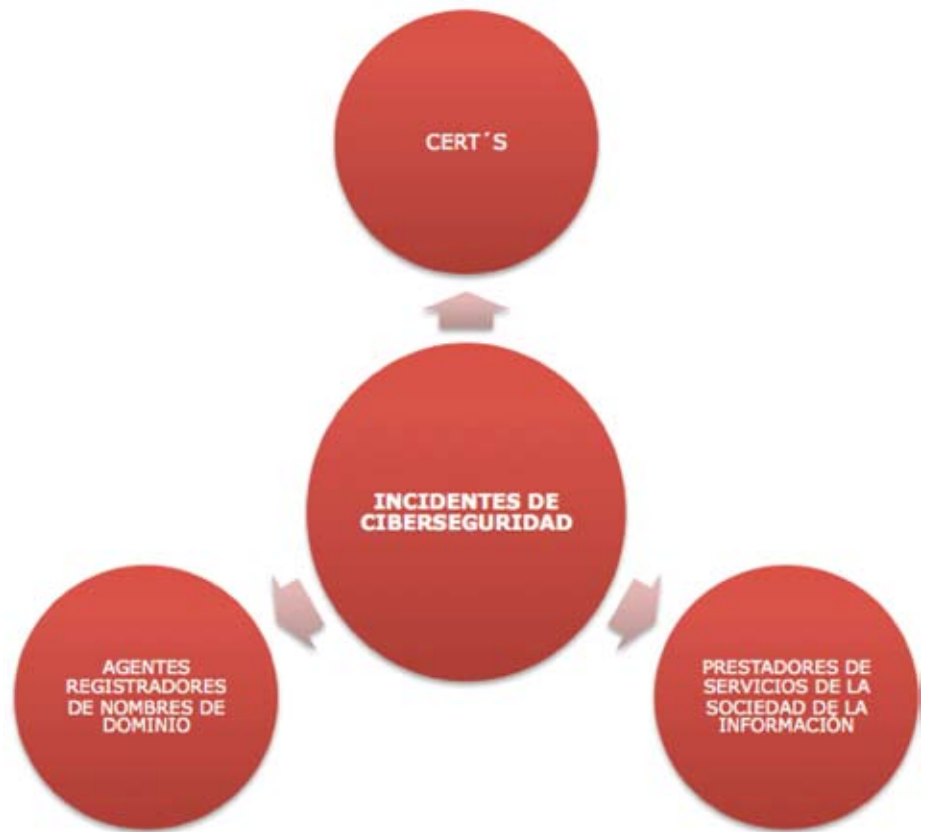 CERT´S
INCIDENTES DE
CIBERSEGURIDAD
AGENTES
REGISTRADORES
DE NOMBRES DE
DOMINIO
PRESTADORES DE
SERVICIOS DE LA
SOCIEDAD DE LA
INFORMACIÓN